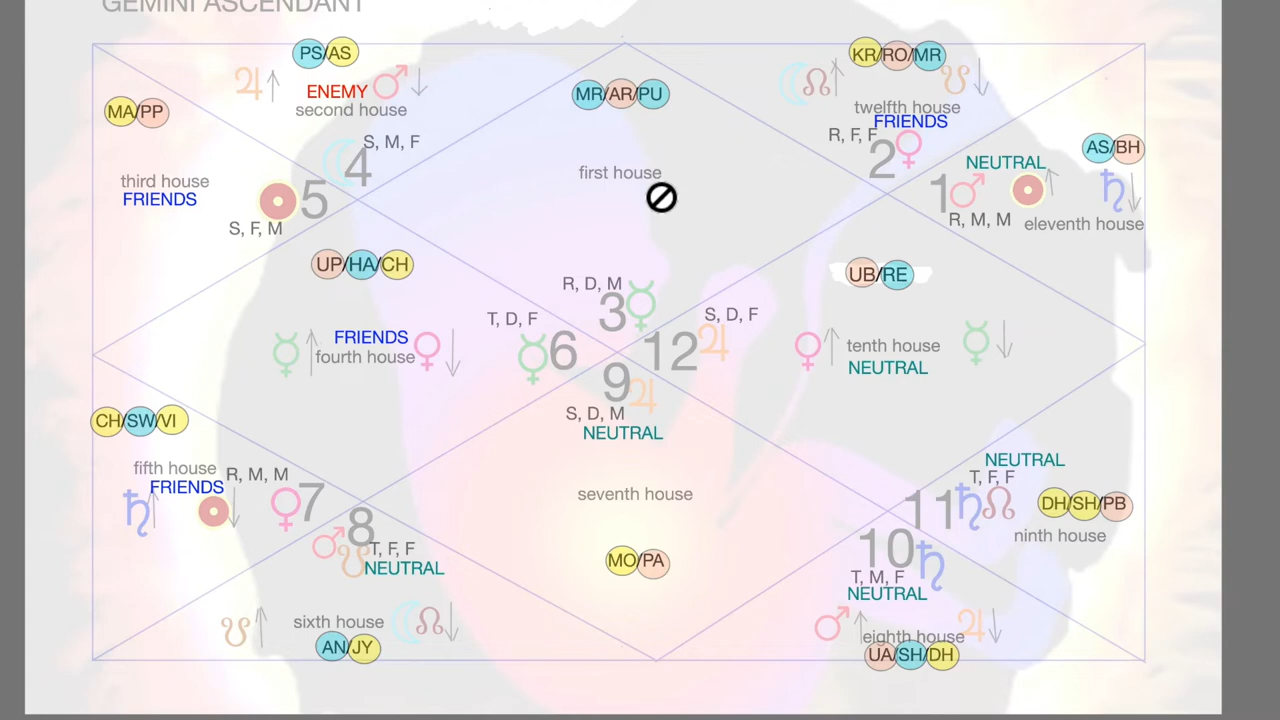 GEMINI ASCENDANT
PS/AS
ENEMY
second house
S, M, F
4
MR/AR/PU
first house
KR/RO/MR
twelfth house
FRIENDS
R, F, F
2
MA/PP
third house
FRIENDS
5
S, F, M
NEUTRAL
AS/BH
1
R, M, M
eleventh house
UP/HA/CH
FRIENDS
fourth house
T, D, F
6
R, D, M
3
S, D, F
12
9
S, D, M
NEUTRAL
UB/RE
tenth house
NEUTRAL
CH/SW/VI
fifth house
FRIENDS
R, M, M
7
8
T, F, F
NEUTRAL
sixth house
AN/JY
seventh house
MO/PA
NEUTRAL
T, F, F
11
DH/SH/PB
ninth house
10
T, M, F
NEUTRAL
eighth house
UA/SH/DH